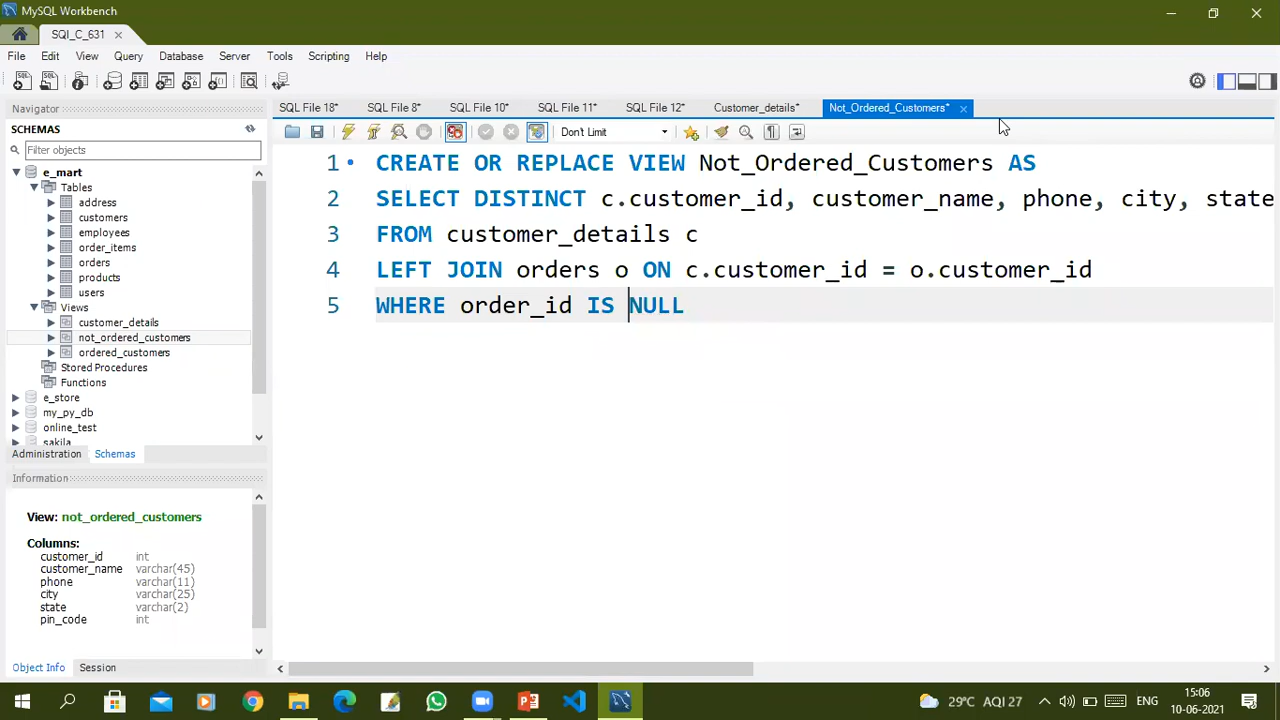 MySQL Workbench
SQl_C_631
File Edit View Query Database Server Tools Scripting Help
Navigator
SCHEMAS
Filter objects
e_mart
Tables
address
customers
employees
order_items
orders
products
users
Views
customer_details
not_ordered_customers
ordered_customers
Stored Procedures
Functions
e_store
my_py_db
online_test
sakila
Administration Schemas
Information
View: not_ordered_customers
Columns:
customer_id int
customer_name varchar(45)
phone varchar(11)
city varchar(25)
state varchar(2)
pin_code int
Object Info Session
SQL File 18* SQL File 8* SQL File 10* SQL File 11* SQL File 12* Customer_details* Not_Ordered_Customers*
Don't Limit
1 CREATE OR REPLACE VIEW Not_Ordered_Customers AS
2 SELECT DISTINCT c.customer_id, customer_name, phone, city, state
3 FROM customer_details c
4 LEFT JOIN orders o ON c.customer_id = o.customer_id
5 WHERE order_id IS NULL
29°C AQI 27 ENG 15:06
10-06-2021